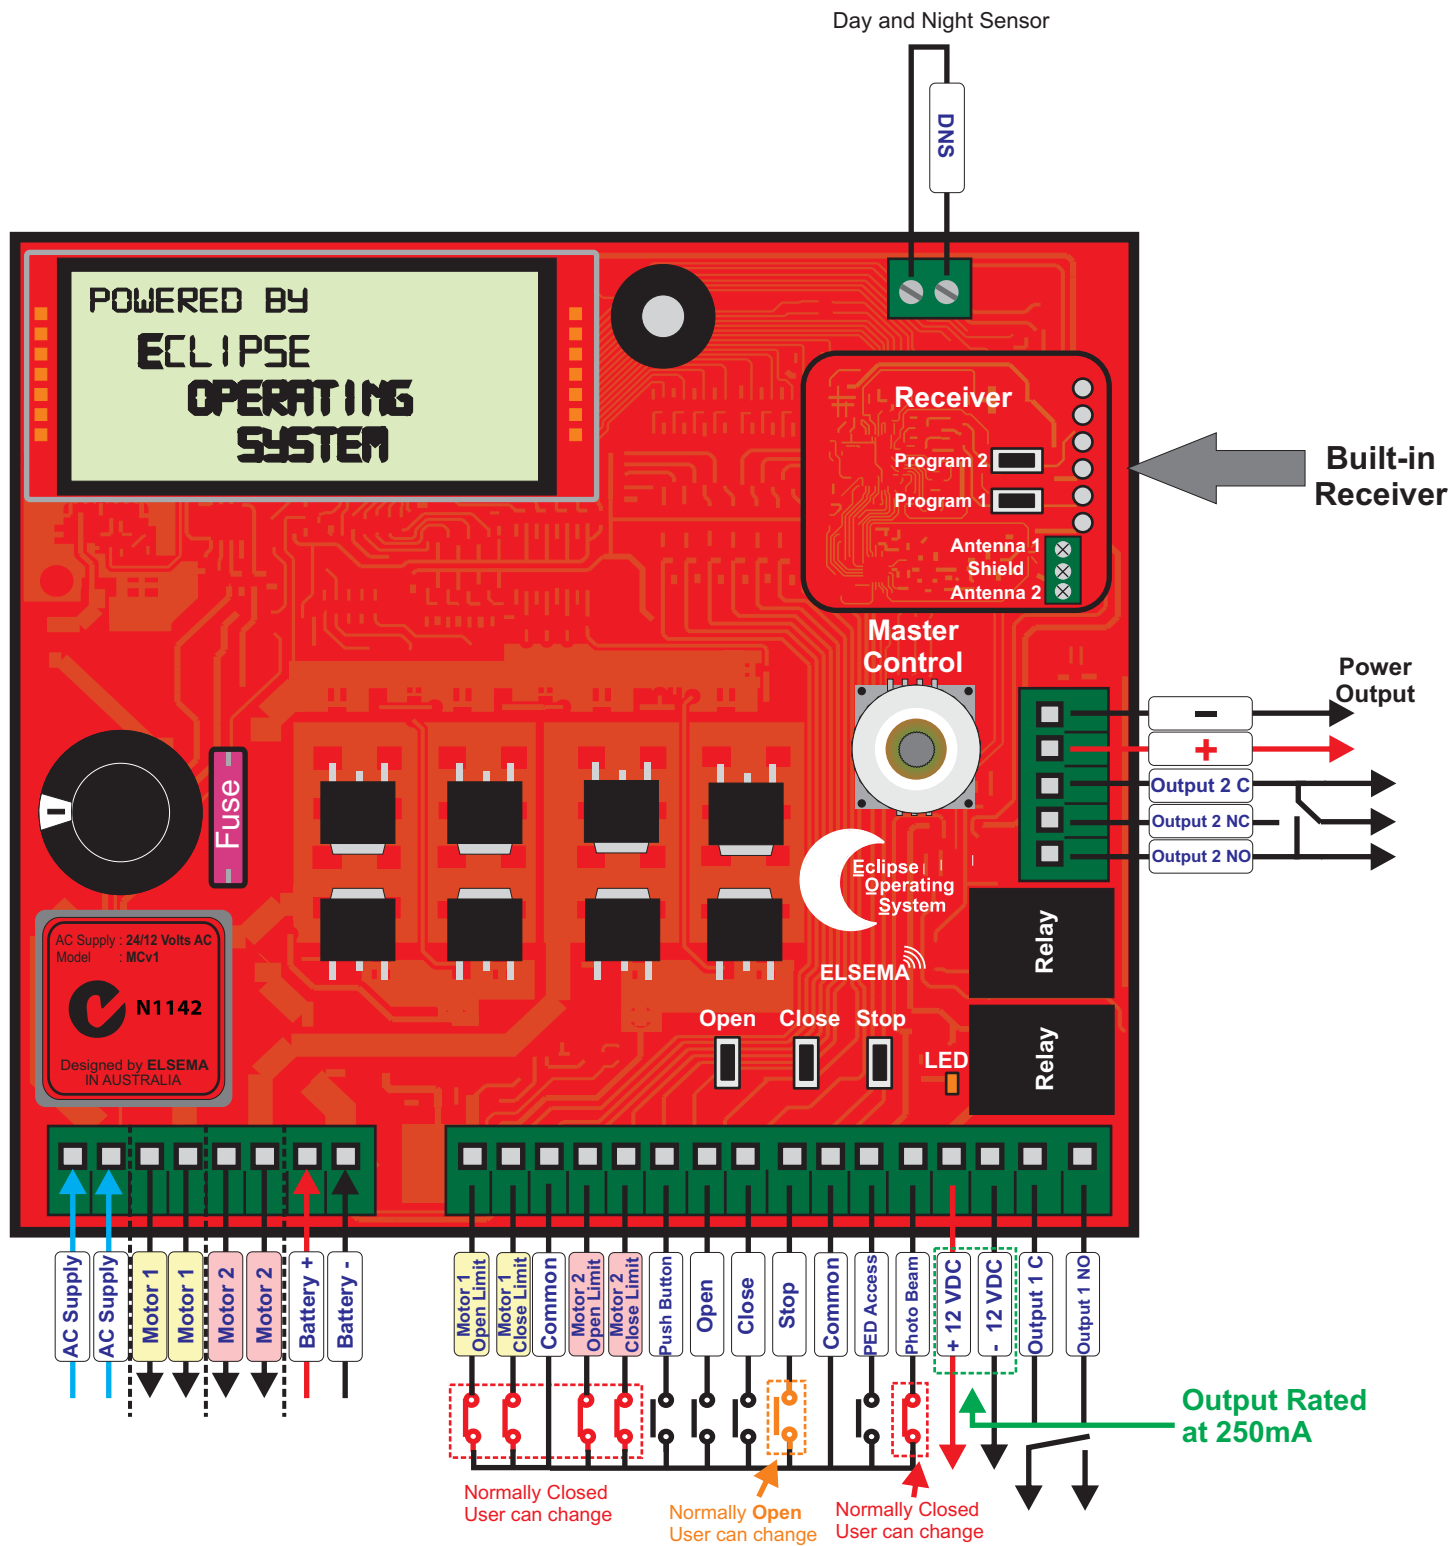 Day and Night Sensor
DNS
POWERED BY
ECLIPSE
OPERATING
SYSTEM
Receiver
Program 2
Program 1
Antenna 1
Shield
Antenna 2
Built-in
Receiver
Master
Control
Power
Output
-
+
Output 2 C
Output 2 NC
Output 2 NO
Fuse
Eclipse
Operating
System
ELSEMA
Relay
Relay
AC Supply : 24/12 Volts AC
Model : MCv1
N1142
Designed by ELSEMA
IN AUSTRALIA
Open
Close
Stop
LED
AC Supply
AC Supply
Motor 1
Motor 1
Motor 2
Motor 2
Battery +
Battery -
Motor 1
Open Limit
Motor 1
Close Limit
Common
Motor 2
Open Limit
Motor 2
Close Limit
Push Button
Open
Close
Stop
Common
PED Access
Photo Beam
+ 12 VDC
- 12 VDC
Output 1 C
Output 1 NO
Output Rated
at 250mA
Normally Closed
User can change
Normally Open
User can change
Normally Closed
User can change